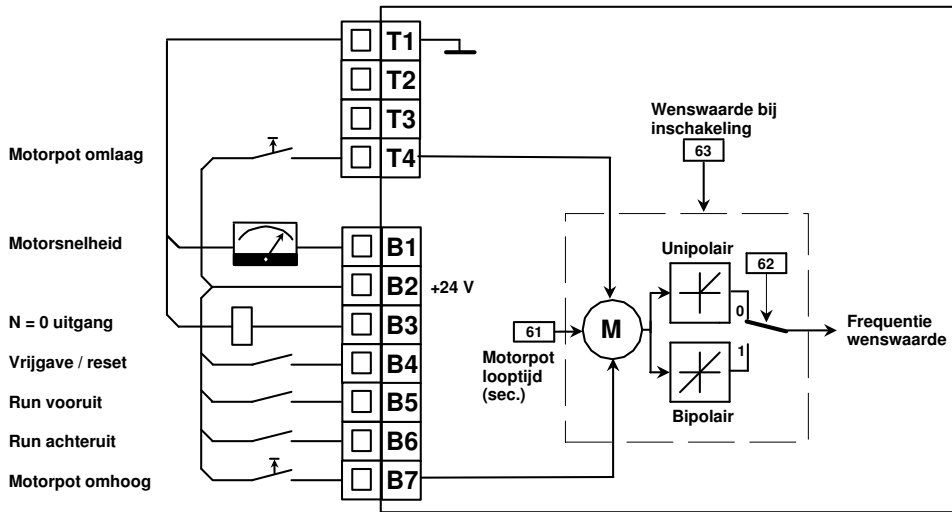 T1
T2
T3
Motorpot omlaag
T4
Motorsnelheid
B1
B2
+24 V
N = 0 uitgang
B3
Vrijgave / reset
B4
Run vooruit
B5
Run achteruit
B6
Motorpot omhoog
B7
Wenswaarde bij
inschakeling
63
Unipolair
62
0
61
M
Motorpot
looptijd
(sec.)
1
Bipolair
Frequentie
wenswaarde